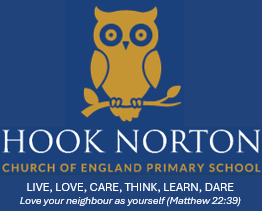 HOOK NORTON
CHURCH OF ENGLAND PRIMARY SCHOOL
LIVE, LOVE, CARE, THINK, LEARN, DARE
Love your neighbour as yourself (Matthew 22:39)